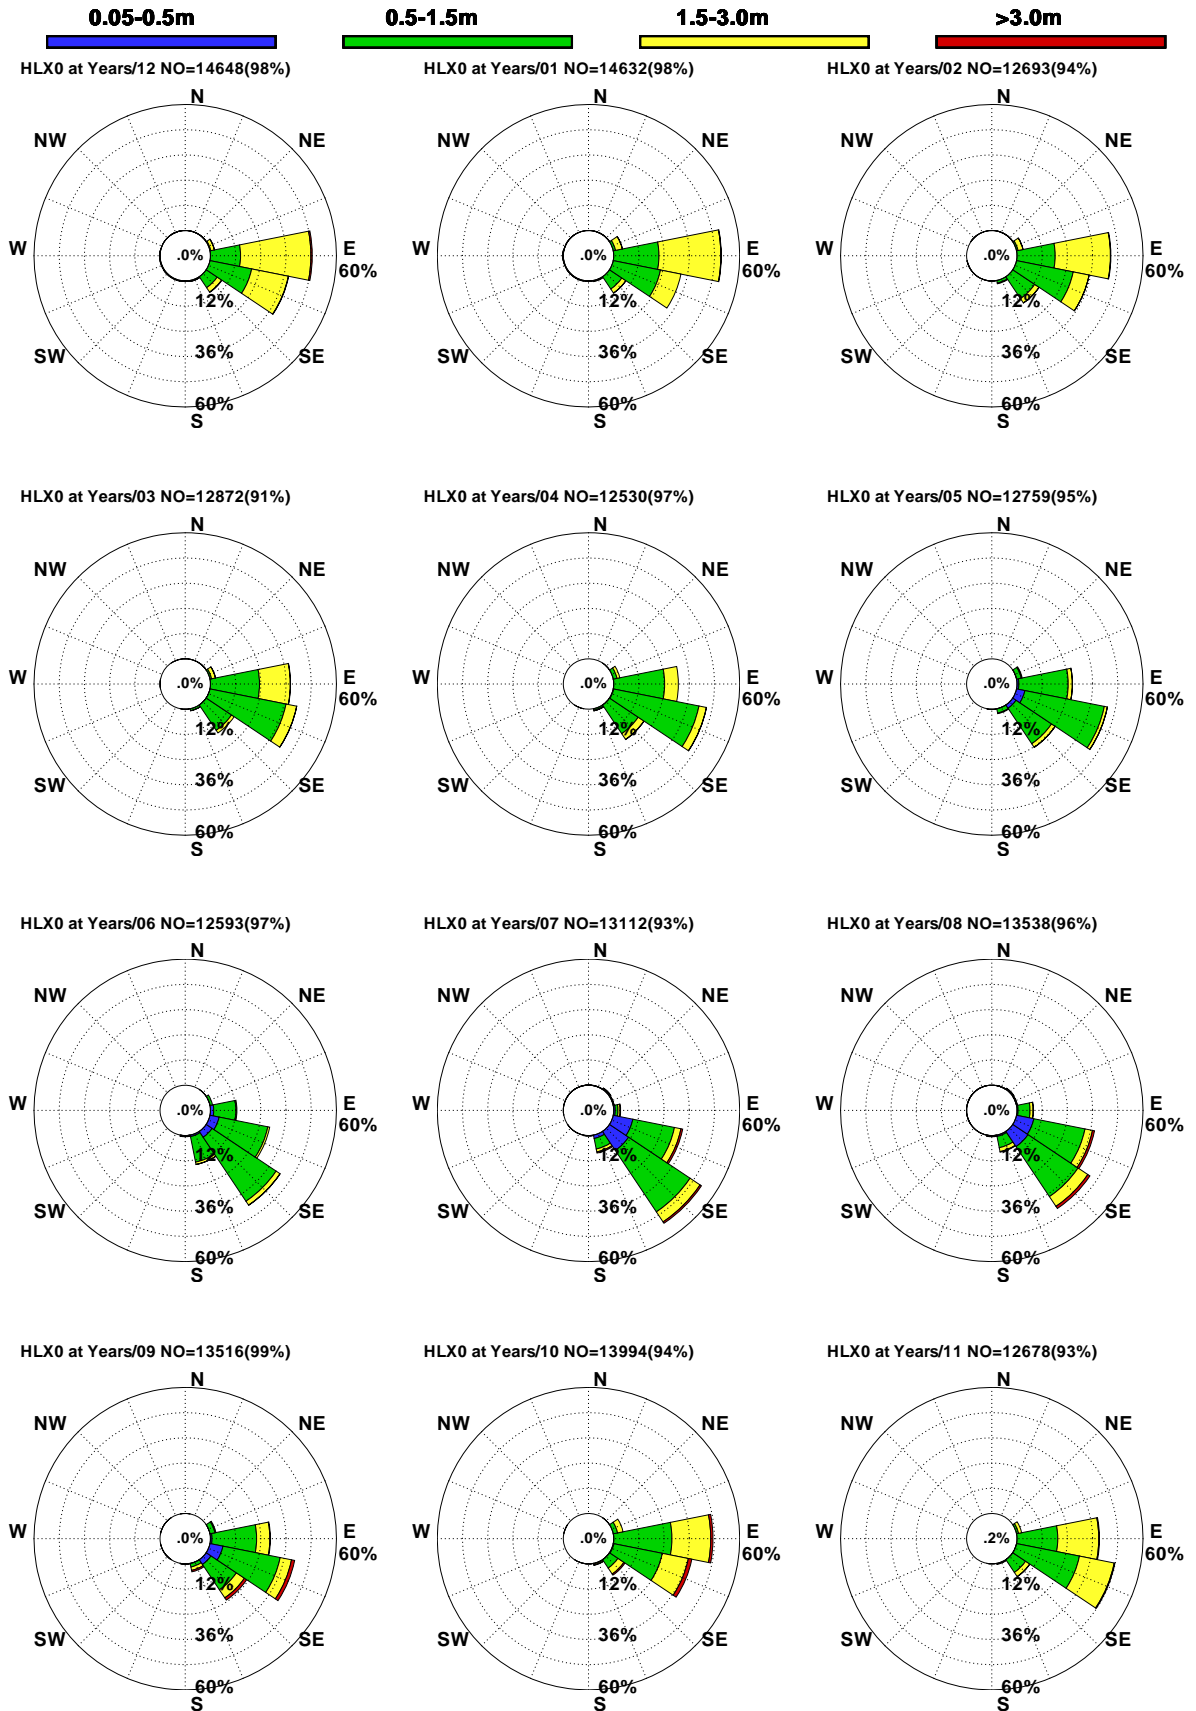 0.05-0.5m 0.5-1.5m 1.5-3.0m >3.0m
HLX0 at Years/12 NO=14648(98%) HLX0 at Years/01 NO=14632(98%) HLX0 at Years/02 NO=12693(94%)
N N N
NW NE NW NE NW NE
W .0% E W .0% E W .0% E
60% 60% 60%
12% 12% 12%
SW 36% SE SW 36% SE SW 36% SE
60% 60% 60%
S S S
HLX0 at Years/03 NO=12872(91%) HLX0 at Years/04 NO=12530(97%) HLX0 at Years/05 NO=12759(95%)
N N N
NW NE NW NE NW NE
W .0% E W .0% E W .0% E
60% 60% 60%
12% 12% 12%
SW 36% SE SW 36% SE SW 36% SE
60% 60% 60%
S S S
HLX0 at Years/06 NO=12593(97%) HLX0 at Years/07 NO=13112(93%) HLX0 at Years/08 NO=13538(96%)
N N N
NW NE NW NE NW NE
W .0% E W .0% E W .0% E
60% 60% 60%
12% 12% 12%
SW 36% SE SW 36% SE SW 36% SE
60% 60% 60%
S S S
HLX0 at Years/09 NO=13516(99%) HLX0 at Years/10 NO=13994(94%) HLX0 at Years/11 NO=12678(93%)
N N N
NW NE NW NE NW NE
W .0% E W .0% E W .2% E
60% 60% 60%
12% 12% 12%
SW 36% SE SW 36% SE SW 36% SE
60% 60% 60%
S S S